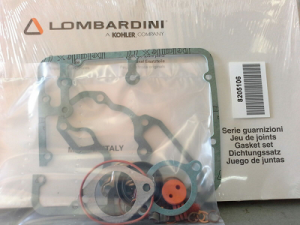 LOMBARDINI
A KOHLER COMPANY
8205106
Serie guarnizioni
Jeu de joints
Gasket set
Dichtungssatz
Juego de juntas
ITALY